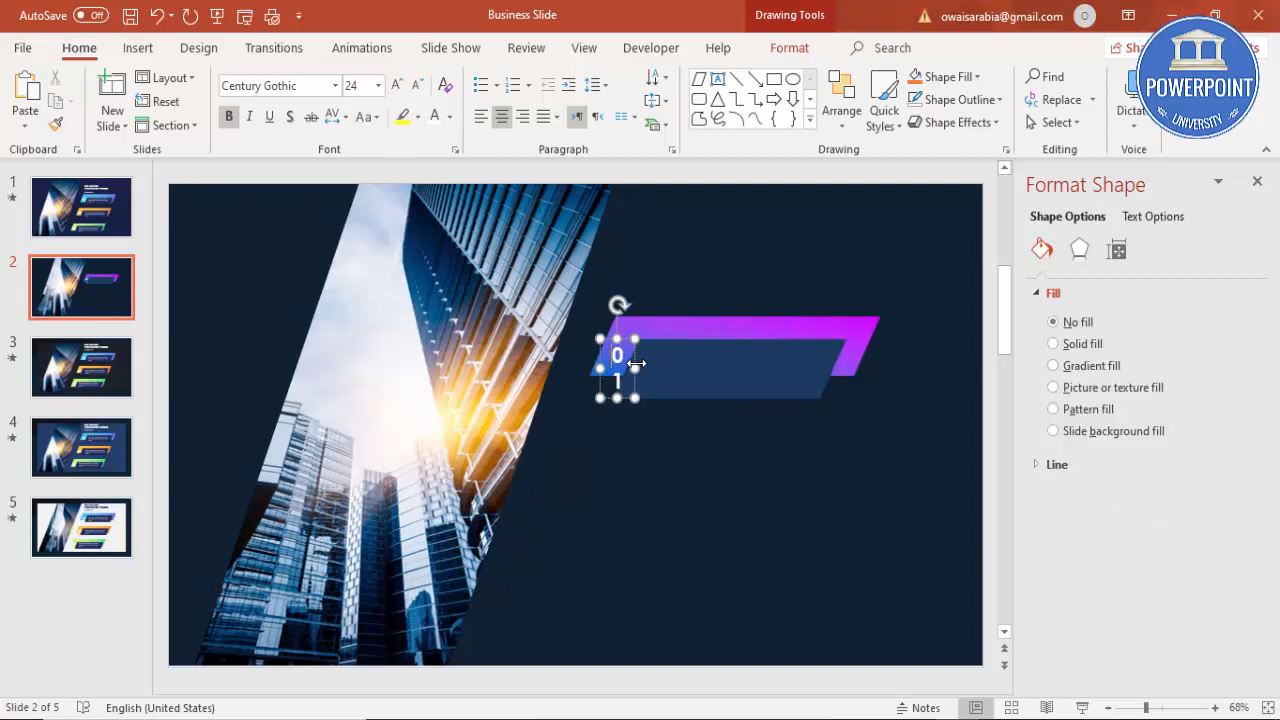 AutoSave Off
Business Slide
Drawing Tools
owaisarabia@gmail.com
O
File Home Insert Design Transitions Animations Slide Show Review View Developer Help Format Search
Paste
Clipboard
New
Slide
Layout
Reset
Section
Slides
Century Gothic 24
B I U S ab AV Aa A
Font
Paragraph
Arrange
Quick
Styles
Shape Fill
Shape Outline
Shape Effects
Drawing
Find
Replace
Select
Editing
Dictat
Voice
POWERPOINT
UNIVERSITY
1
2
3
4
5
0
1
Format Shape
Shape Options Text Options
Fill
No fill
Solid fill
Gradient fill
Picture or texture fill
Pattern fill
Slide background fill
Line
Slide 2 of 5 English (United States) Notes 68%